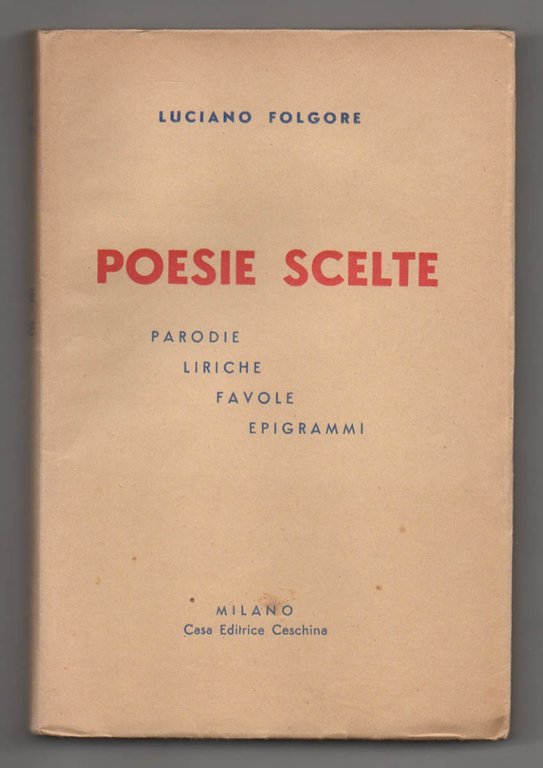 LUCIANO FOLGORE
POESIE SCELTE
PARODIE
LIRICHE
FAVOLE
EPIGRAMMI
MILANO
Casa Editrice Ceschina